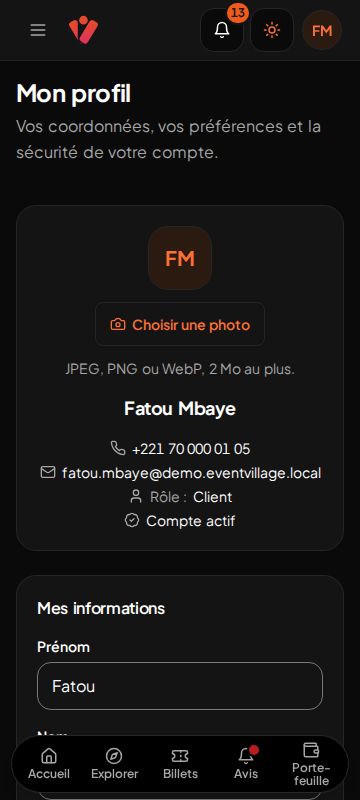 13
FM
Mon profil
Vos coordonnées, vos préférences et la
sécurité de votre compte.
FM
Choisir une photo
JPEG, PNG ou WebP, 2 Mo au plus.
Fatou Mbaye
+221 70 000 01 05
fatou.mbaye@demo.eventvillage.local
Rôle : Client
Compte actif
Mes informations
Prénom
Fatou
Accueil
Explorer
Billets
Avis
Porte-
feuille